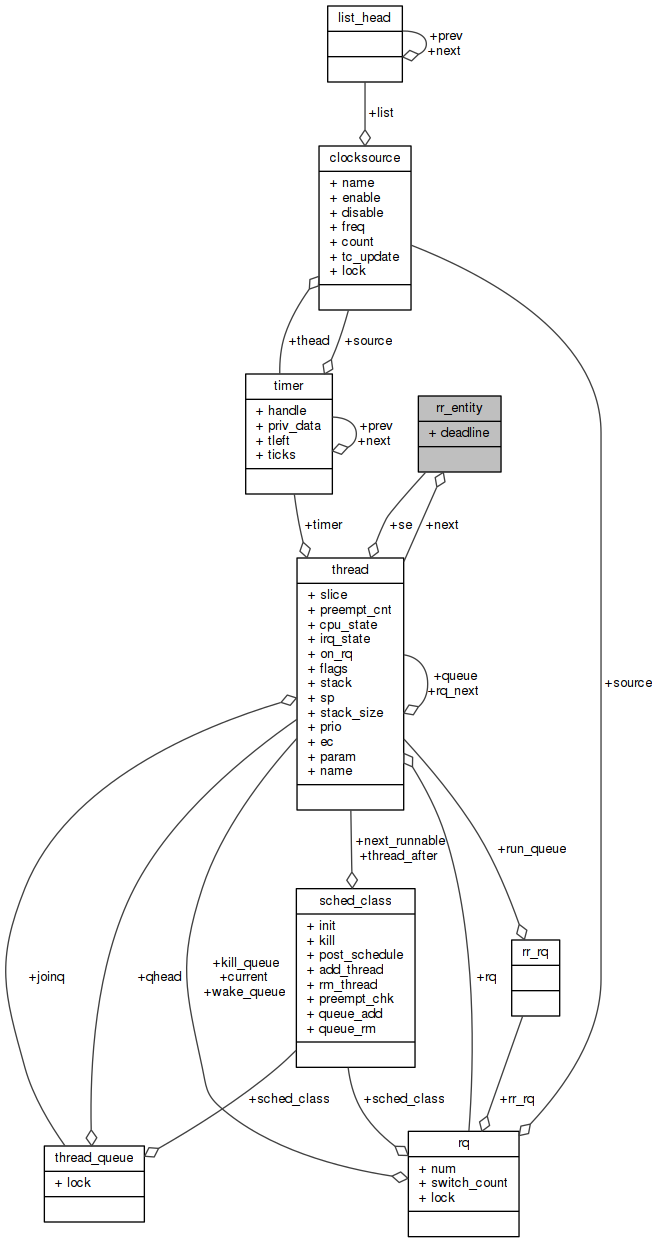 list_head
+prev
+next
+list
clocksource
+ name
+ enable
+ disable
+ freq
+ count
+ tc_update
+ lock
+thead
+source
timer
+ handle
+ priv_data
+ tleft
+ ticks
+prev
+next
rr_entity
+ deadline
+timer
+se
+next
thread
+ slice
+ preempt_cnt
+ cpu_state
+ irq_state
+ on_rq
+ flags
+ stack
+ sp
+ stack_size
+ prio
+ ec
+ param
+ name
+queue
+rq_next
+source
+next_runnable
+thread_after
+run_queue
sched_class
+ init
+ kill
+ post_schedule
+ add_thread
+ rm_thread
+ preempt_chk
+ queue_add
+ queue_rm
rr_rq
+joinq
+qhead
+kill_queue
+current
+wake_queue
+rq
+sched_class
+sched_class
+rr_rq
thread_queue
+ lock
rq
+ num
+ switch_count
+ lock